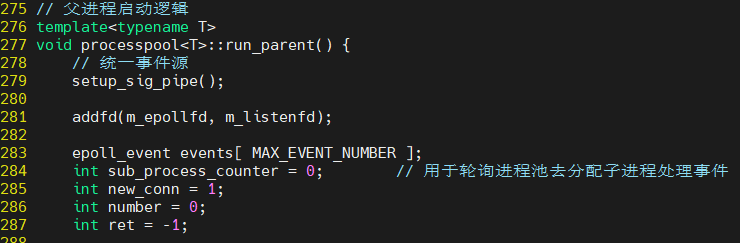 275 // 父进程启动逻辑
276 template<typename T>
277 void processpool<T>::run_parent() {
278     // 统一事件源
279     setup_sig_pipe();
280
281     addfd(m_epollfd, m_listenfd);
282
283     epoll_event events[ MAX_EVENT_NUMBER ];
284     int sub_process_counter = 0;         // 用于轮询进程池去分配子进程处理事件
285     int new_conn = 1;
286     int number = 0;
287     int ret = -1;
288